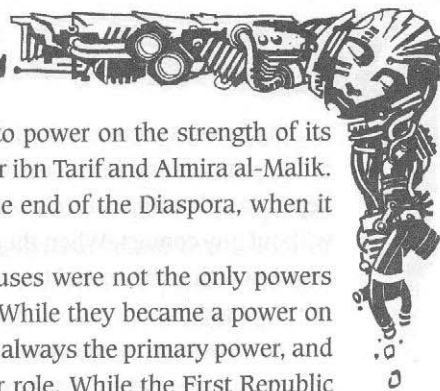 to power on the strength of its
r ibn Tarif and Almira al-Malik.
e end of the Diaspora, when it
uses were not the only powers
While they became a power on
always the primary power, and
r role. While the First Republic